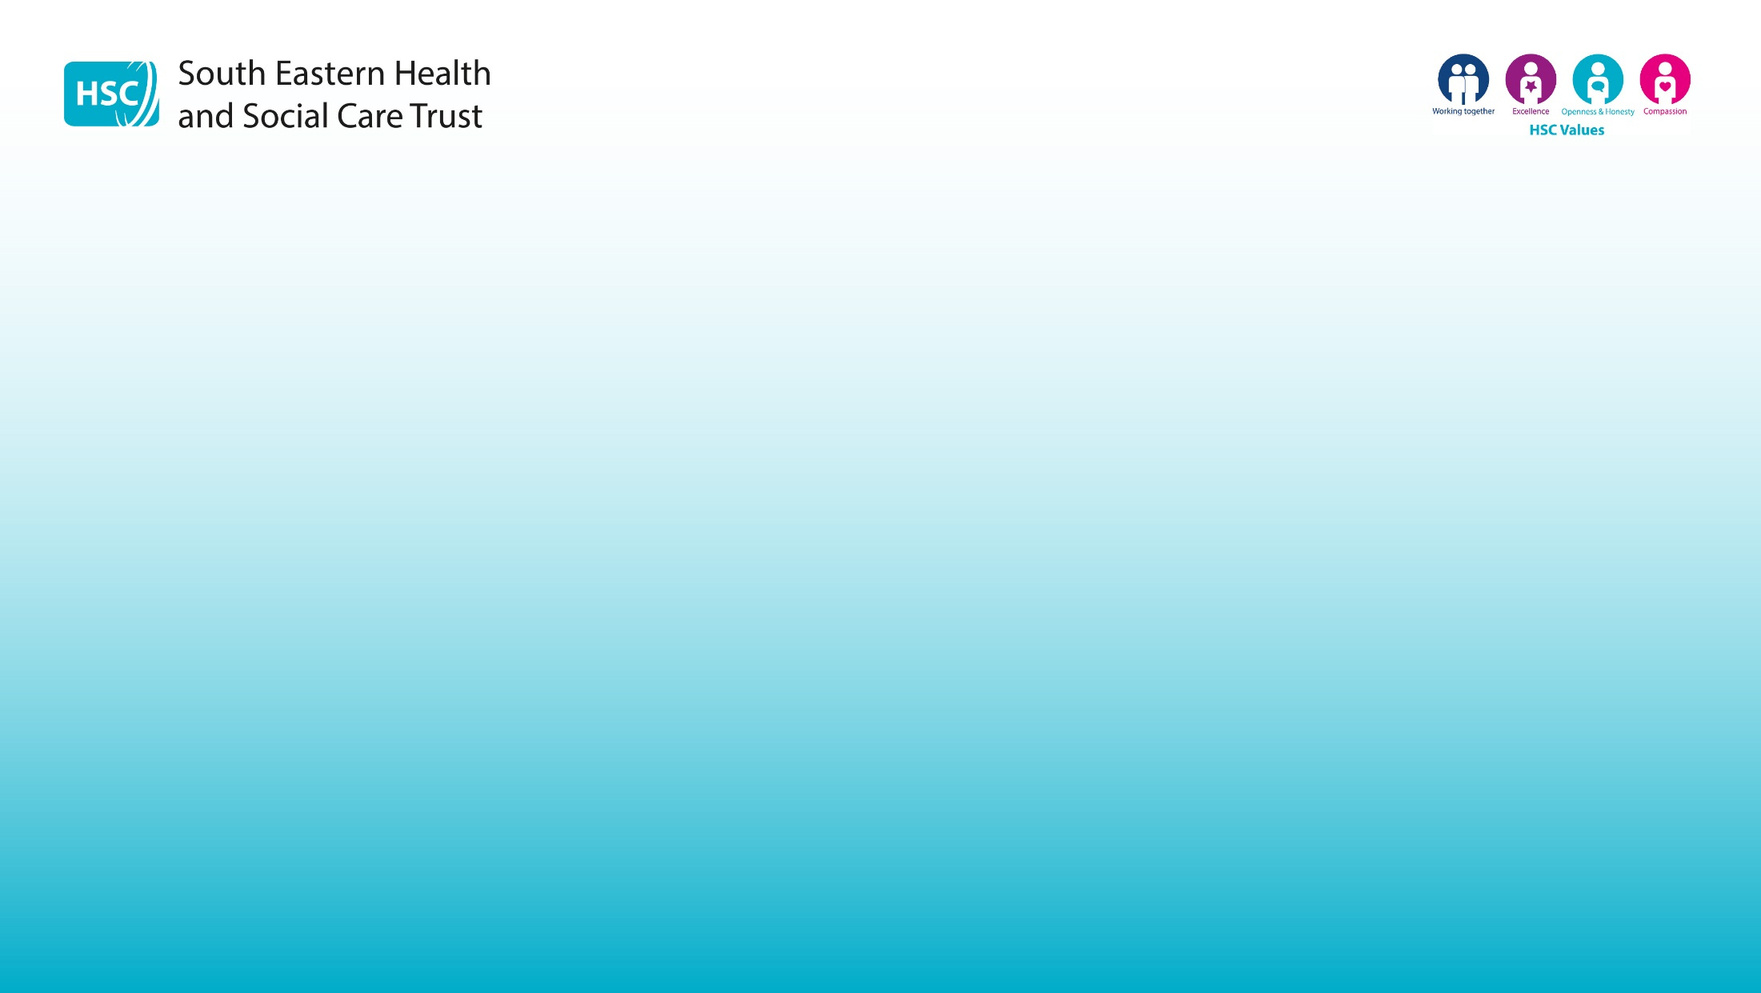 HSC
South Eastern Health
and Social Care Trust
Working together
Excellence
Openness & Honesty
Compassion
HSC Values